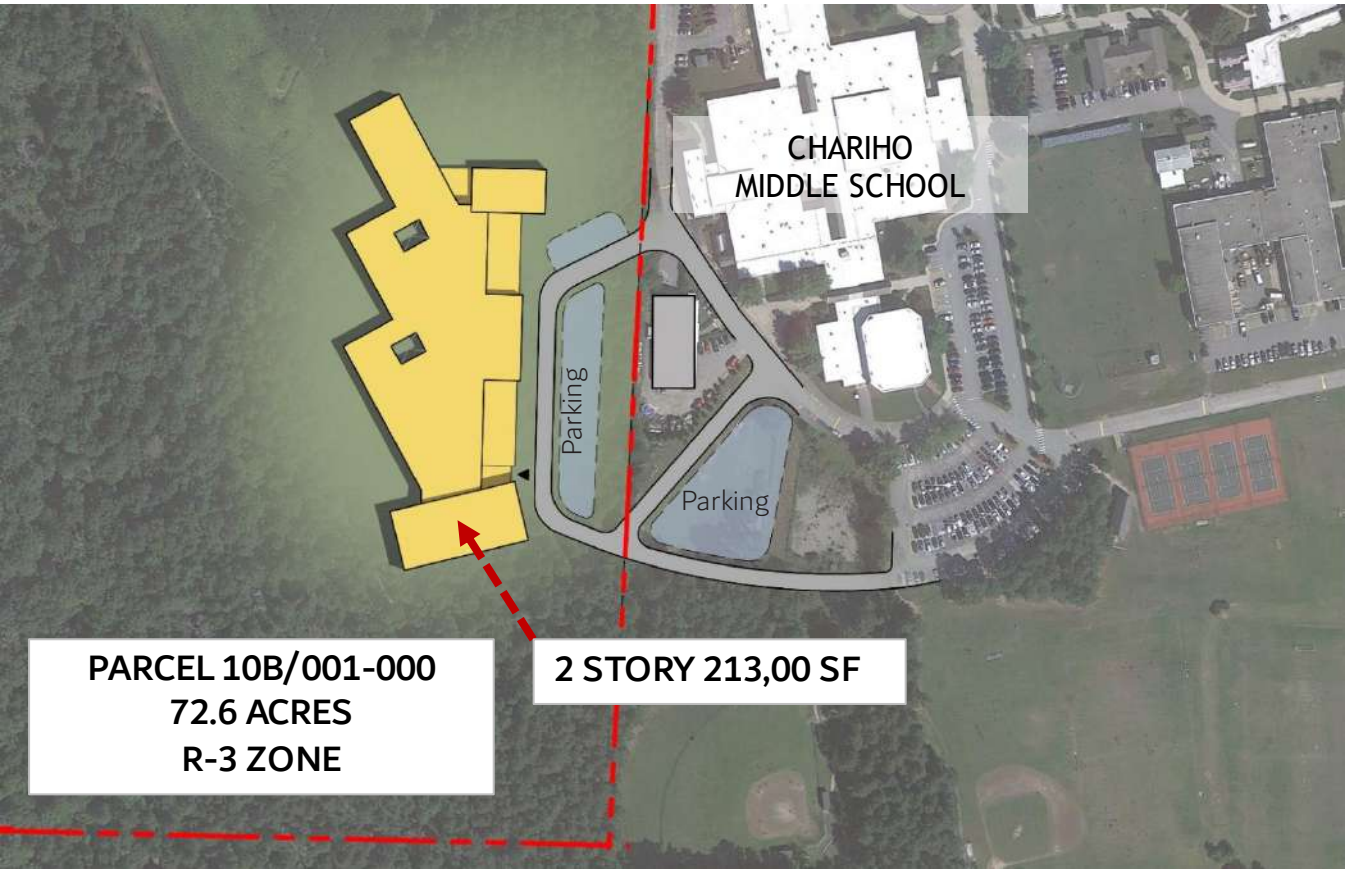 CHARIHO
MIDDLE SCHOOL
Parking
Parking
PARCEL 10B/001-000
72.6 ACRES
R-3 ZONE
2 STORY 213,00 SF